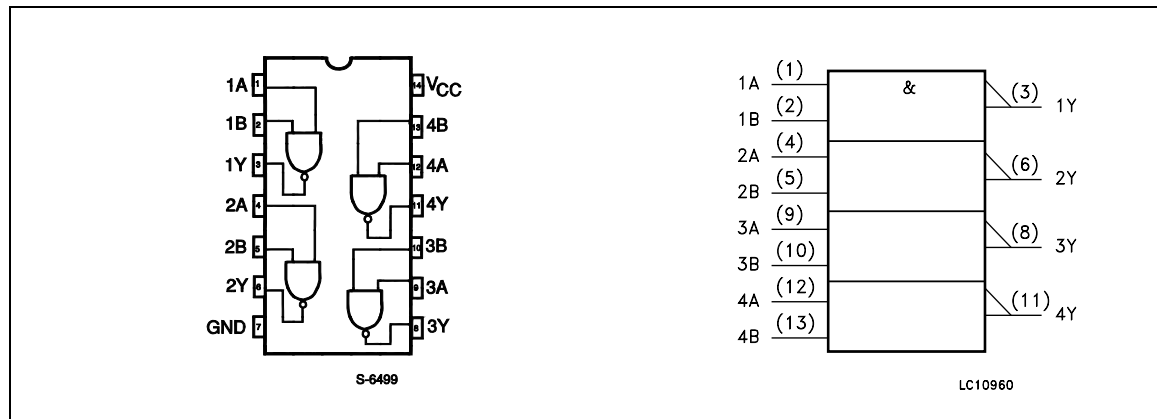 1A 1
1B 2
1Y 3
2A 4
2B 5
2Y 6
GND 7
14 VCC
13 4B
12 4A
11 4Y
10 3B
9 3A
8 3Y
S-6499
&
1A (1)
1B (2)
2A (4)
2B (5)
3A (9)
3B (10)
4A (12)
4B (13)
(3) 1Y
(6) 2Y
(8) 3Y
(11) 4Y
LC10960